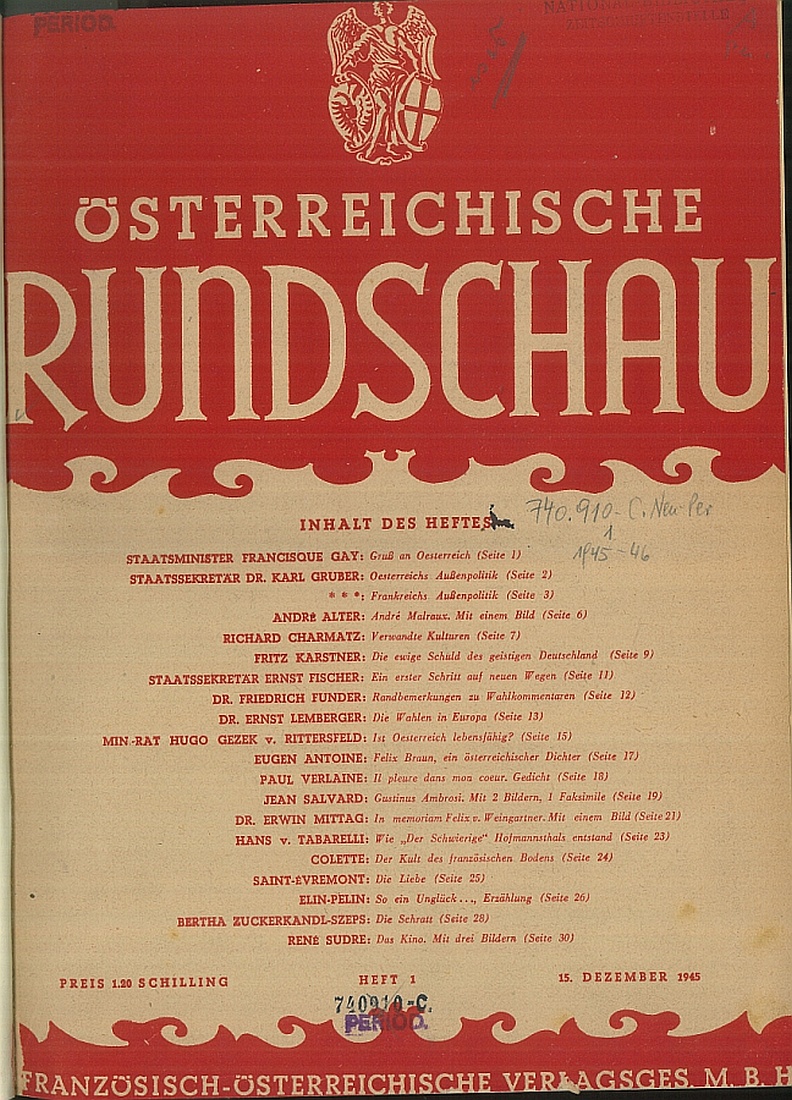 PERIOD.
NATIONAL
ZEITSCHRIFTENSTELLE
ÖSTERREICHISCHE
RUNDSCHAU
INHALT DES HEFTES
740.910-C. Neu-Per
1
1945-46
STAATSMINISTER FRANCISQUE GAY: Gruß an Oesterreich (Seite 1)
STAATSSEKRETÄR DR. KARL GRUBER: Oesterreichs Außenpolitik (Seite 2)
* * *: Frankreichs Außenpolitik (Seite 3)
ANDRÉ ALTER: André Malraux. Mit einem Bild (Seite 6)
RICHARD CHARMATZ: Verwandte Kulturen (Seite 7)
FRITZ KARSTNER: Die ewige Schuld des geistigen Deutschland (Seite 9)
STAATSSEKRETÄR ERNST FISCHER: Ein erster Schritt auf neuen Wegen (Seite 11)
DR. FRIEDRICH FUNDER: Randbemerkungen zu Wahlkommentaren (Seite 12)
DR. ERNST LEMBERGER: Die Wahlen in Europa (Seite 13)
MIN.-RAT HUGO GEZEK v. RITTERSFELD: Ist Oesterreich lebensfähig? (Seite 15)
EUGEN ANTOINE: Felix Braun, ein österreichischer Dichter (Seite 17)
PAUL VERLAINE: Il pleure dans mon coeur. Gedicht (Seite 18)
JEAN SALVARD: Gustinus Ambrosi. Mit 2 Bildern, 1 Faksimile (Seite 19)
DR. ERWIN MITTAG: In memoriam Felix v. Weingartner. Mit einem Bild (Seite 21)
HANS v. TABARELLI: Wie „Der Schwierige" Hofmannsthals entstand (Seite 23)
COLETTE: Der Kult des französischen Bodens (Seite 24)
SAINT-ÉVREMONT: Die Liebe (Seite 25)
ELIN-PELIN: So ein Unglück..., Erzählung (Seite 26)
BERTHA ZUCKERKANDL-SZEPS: Die Schratt (Seite 28)
RENÉ SUDRE: Das Kino. Mit drei Bildern (Seite 30)
PREIS 1.20 SCHILLING HEFT 1 15. DEZEMBER 1945
740910-C.
PERIOD.
FRANZÖSISCH-ÖSTERREICHISCHE VERLAGSGES. M. B. H